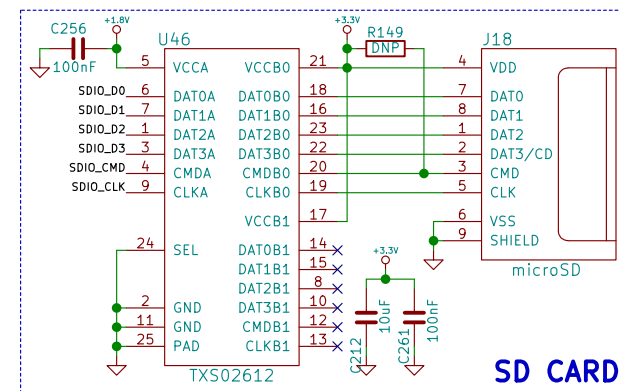 C256
+1.8V
100nF
U46
+3.3V
R149
DNP
J18
5 VCCA VCCB0 21 4 VDD
SDIO_D0 6 DAT0A DAT0B0 18 7 DAT0
SDIO_D1 7 DAT1A DAT1B0 16 8 DAT1
SDIO_D2 1 DAT2A DAT2B0 23 1 DAT2
SDIO_D3 3 DAT3A DAT3B0 22 2 DAT3/CD
SDIO_CMD 4 CMDA CMDB0 20 3 CMD
SDIO_CLK 9 CLKA CLKB0 19 5 CLK
VCCB1 17 6 VSS
9 SHIELD
24 SEL DAT0B1 14
DAT1B1 15
DAT2B1 8
2 GND DAT3B1 10
11 GND CMDB1 12
25 PAD CLKB1 13
TXS02612
microSD
+3.3V
C212
10uF
C261
100nF
SD CARD